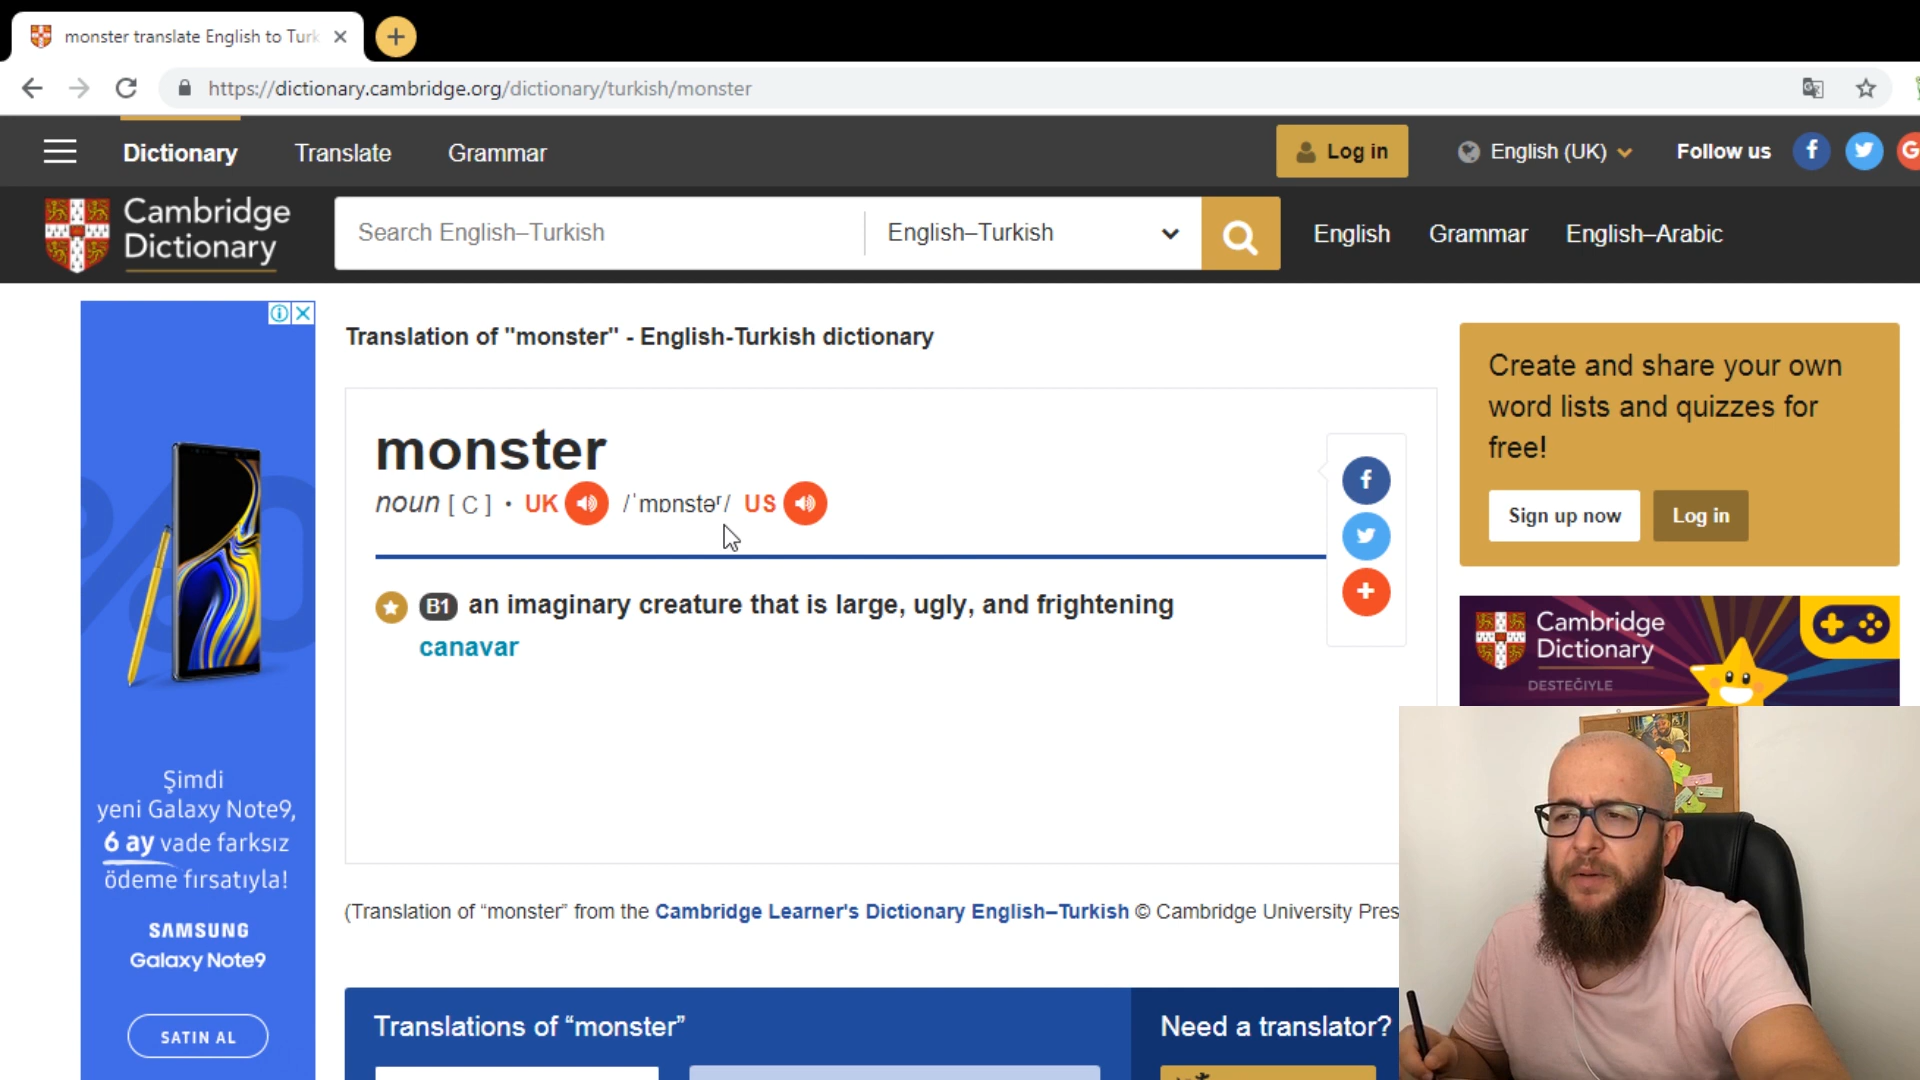 monster translate English to Turk
https://dictionary.cambridge.org/dictionary/turkish/monster
Dictionary
Translate
Grammar
Log in
English (UK)
Follow us
Cambridge
Dictionary
Search English–Turkish
English–Turkish
English
Grammar
English–Arabic
Translation of "monster" - English-Turkish dictionary
monster
noun [ C ] • UK /ˈmɒnstəʳ/ US
B1 an imaginary creature that is large, ugly, and frightening
canavar
(Translation of “monster” from the Cambridge Learner's Dictionary English–Turkish © Cambridge University Pres
Translations of “monster”
Need a translator?
Create and share your own
word lists and quizzes for
free!
Sign up now
Log in
Cambridge
Dictionary
DESTEĞİYLE
Şimdi
yeni Galaxy Note9,
6 ay vade farksız
ödeme fırsatıyla!
SAMSUNG
Galaxy Note9
SATIN AL